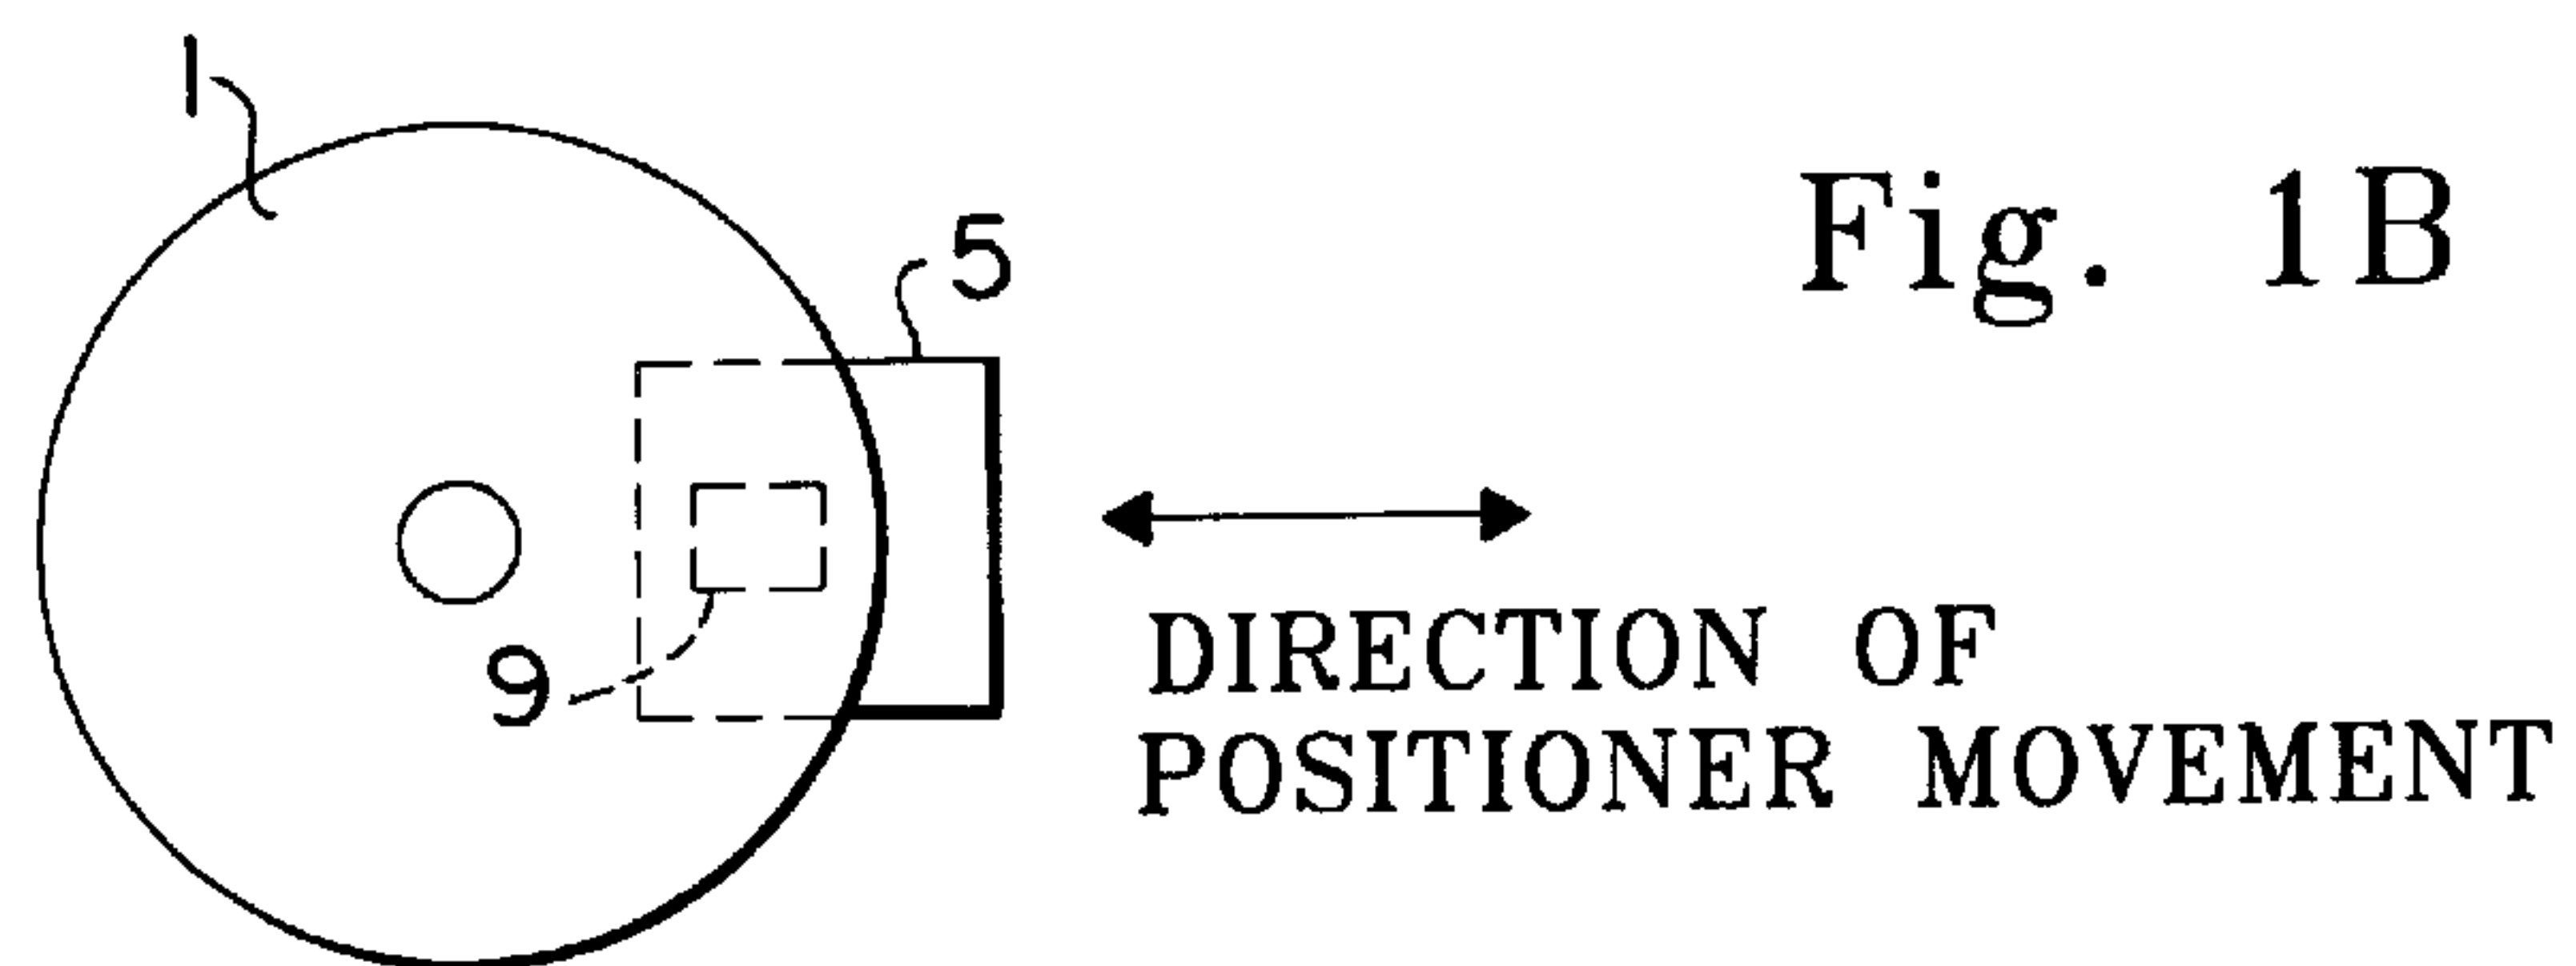 1
Fig. 1B
5
9
DIRECTION OF
POSITIONER MOVEMENT